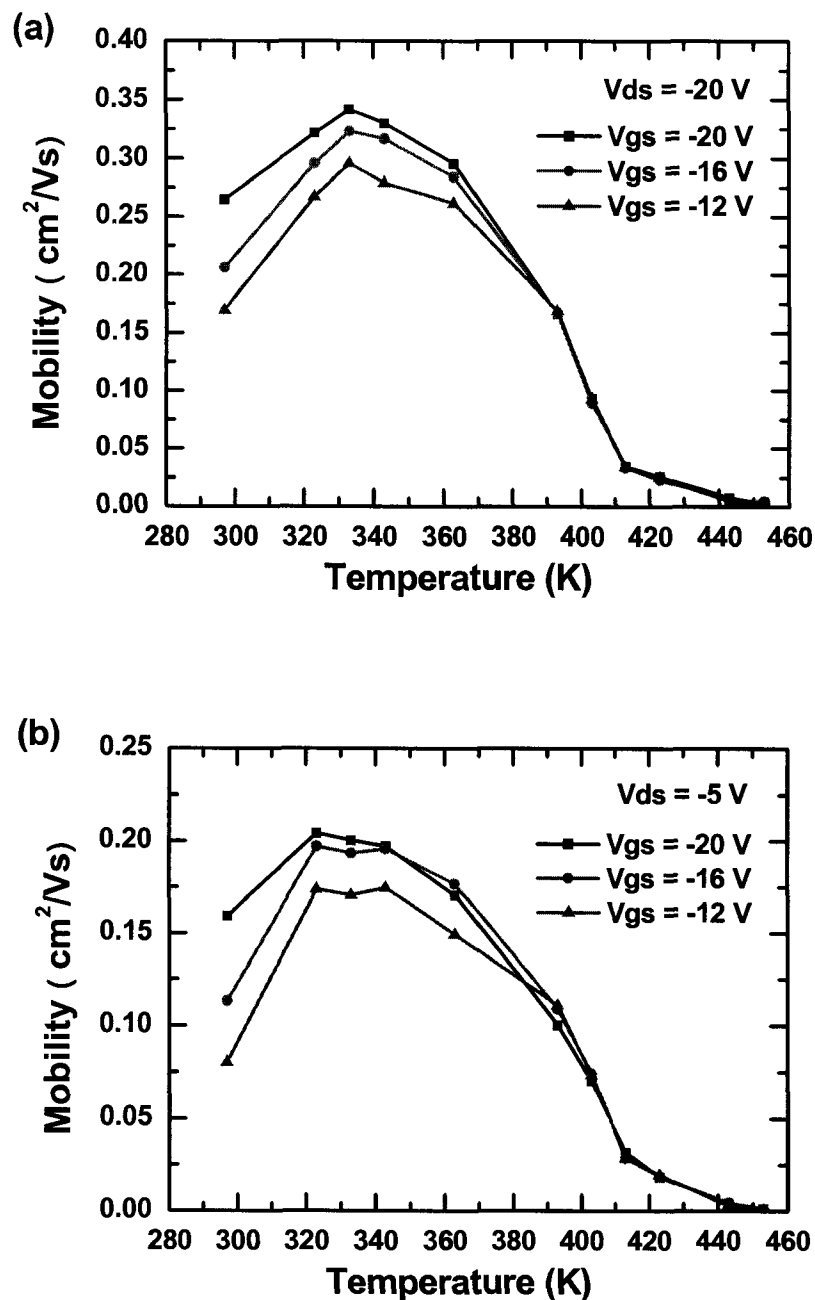 (a)
0.40
0.35
0.30
0.25
0.20
0.15
0.10
0.05
0.00
Mobility ( cm²/Vs)
Vds = -20 V
Vgs = -20 V
Vgs = -16 V
Vgs = -12 V
280 300 320 340 360 380 400 420 440 460
Temperature (K)
(b)
0.25
0.20
0.15
0.10
0.05
0.00
Mobility ( cm²/Vs)
Vds = -5 V
Vgs = -20 V
Vgs = -16 V
Vgs = -12 V
280 300 320 340 360 380 400 420 440 460
Temperature (K)